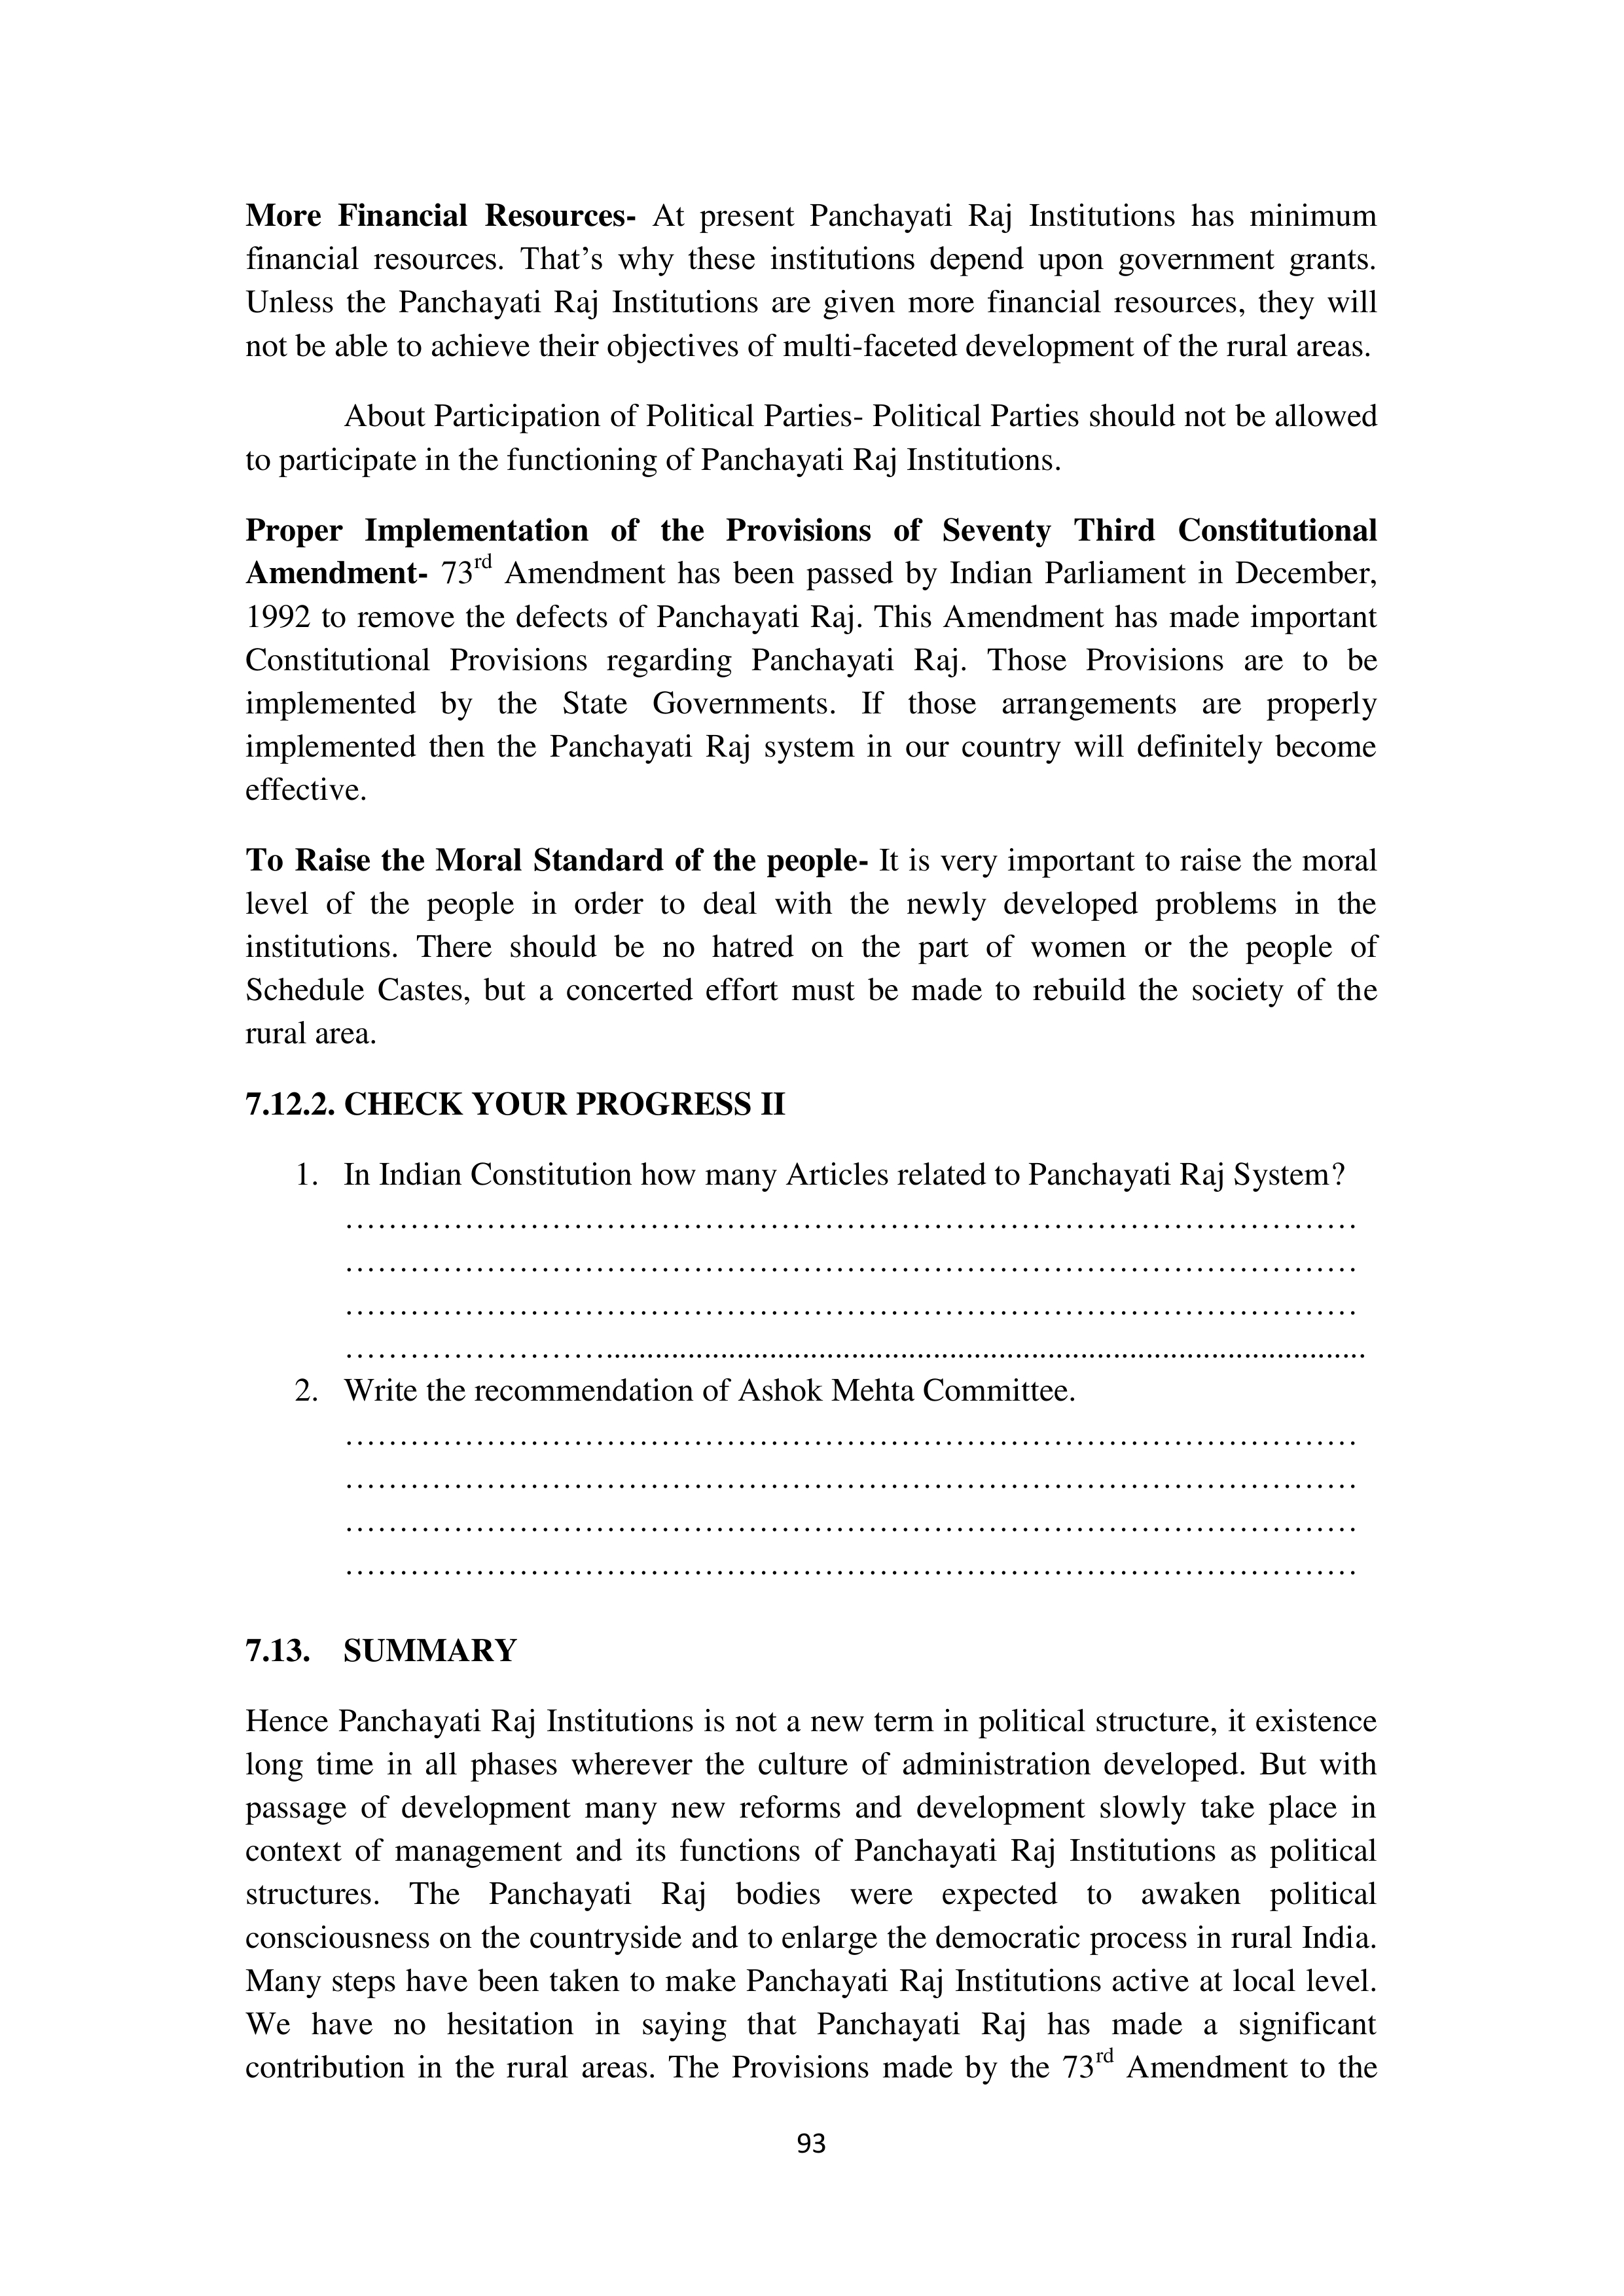 More Financial Resources- At present Panchayati Raj Institutions has minimum
financial resources. That’s why these institutions depend upon government grants.
Unless the Panchayati Raj Institutions are given more financial resources, they will
not be able to achieve their objectives of multi-faceted development of the rural areas.
About Participation of Political Parties- Political Parties should not be allowed
to participate in the functioning of Panchayati Raj Institutions.
Proper Implementation of the Provisions of Seventy Third Constitutional
Amendment- 73rd Amendment has been passed by Indian Parliament in December,
1992 to remove the defects of Panchayati Raj. This Amendment has made important
Constitutional Provisions regarding Panchayati Raj. Those Provisions are to be
implemented by the State Governments. If those arrangements are properly
implemented then the Panchayati Raj system in our country will definitely become
effective.
To Raise the Moral Standard of the people- It is very important to raise the moral
level of the people in order to deal with the newly developed problems in the
institutions. There should be no hatred on the part of women or the people of
Schedule Castes, but a concerted effort must be made to rebuild the society of the
rural area.
7.12.2. CHECK YOUR PROGRESS II
1. In Indian Constitution how many Articles related to Panchayati Raj System?
……………………………………………………………………………………
……………………………………………………………………………………
……………………………………………………………………………………
……………………..................................................................................................
2. Write the recommendation of Ashok Mehta Committee.
……………………………………………………………………………………
……………………………………………………………………………………
……………………………………………………………………………………
……………………………………………………………………………………
7.13. SUMMARY
Hence Panchayati Raj Institutions is not a new term in political structure, it existence
long time in all phases wherever the culture of administration developed. But with
passage of development many new reforms and development slowly take place in
context of management and its functions of Panchayati Raj Institutions as political
structures. The Panchayati Raj bodies were expected to awaken political
consciousness on the countryside and to enlarge the democratic process in rural India.
Many steps have been taken to make Panchayati Raj Institutions active at local level.
We have no hesitation in saying that Panchayati Raj has made a significant
contribution in the rural areas. The Provisions made by the 73rd Amendment to the
93